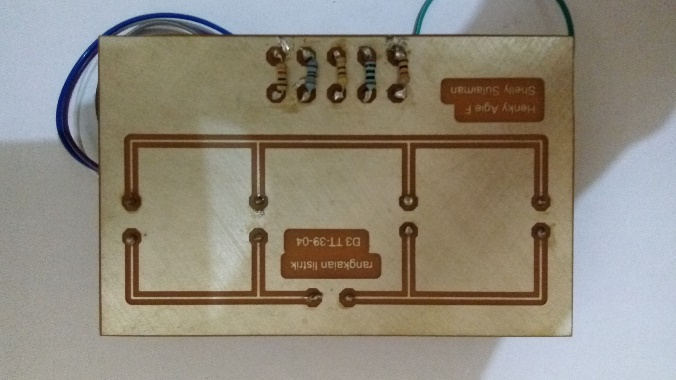 rangkaian listrik
D3 TT-39-04
Henky Agie F
Shelly Sulaiman